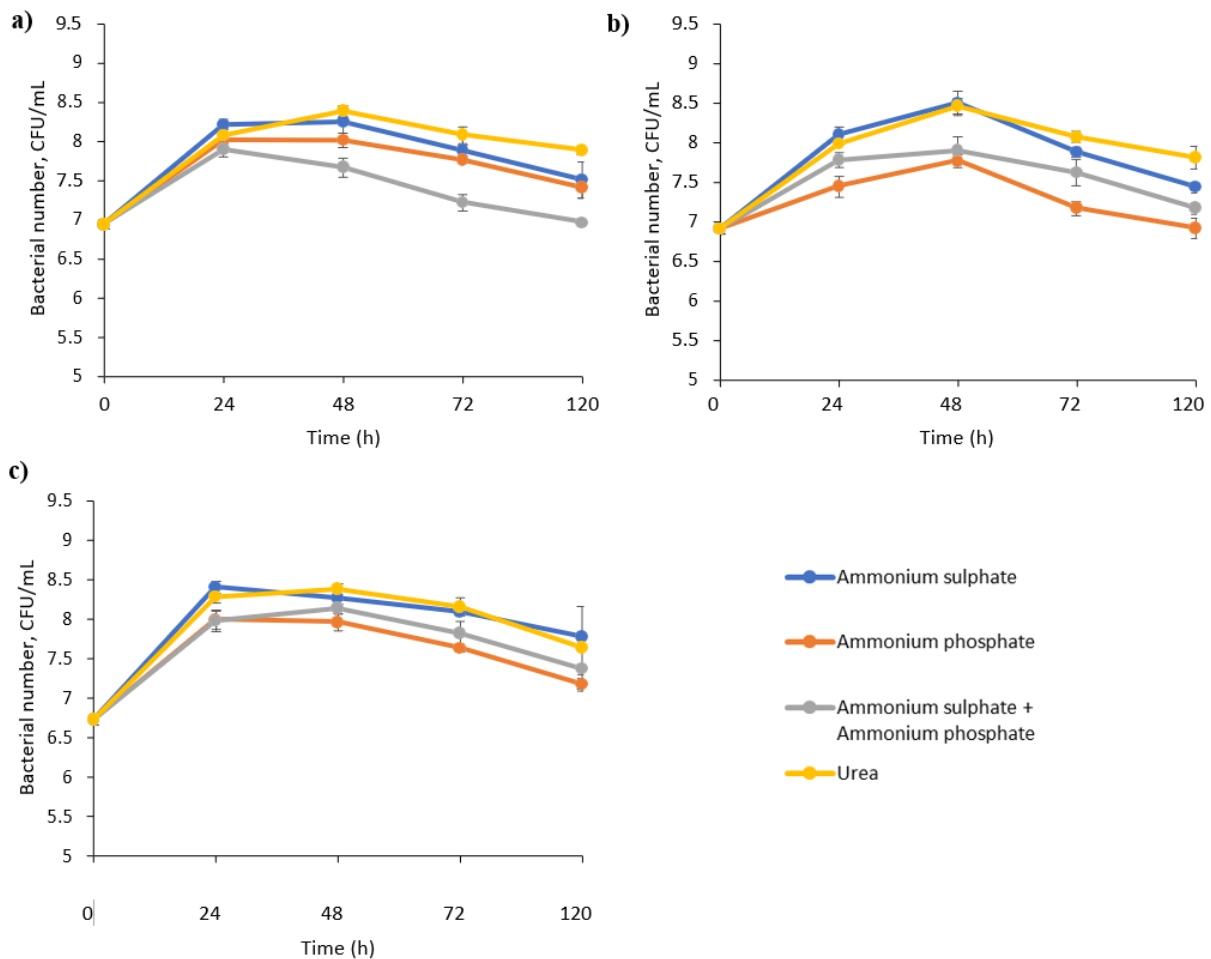 a)
9.5
9
8.5
8
7.5
7
6.5
6
5.5
5
Bacterial number, CFU/mL
0 24 48 72 120
Time (h)
b)
9.5
9
8.5
8
7.5
7
6.5
6
5.5
5
Bacterial number, CFU/mL
0 24 48 72 120
Time (h)
c)
9.5
9
8.5
8
7.5
7
6.5
6
5.5
5
Bacterial number, CFU/mL
0 24 48 72 120
Time (h)
Ammonium sulphate
Ammonium phosphate
Ammonium sulphate +
Ammonium phosphate
Urea